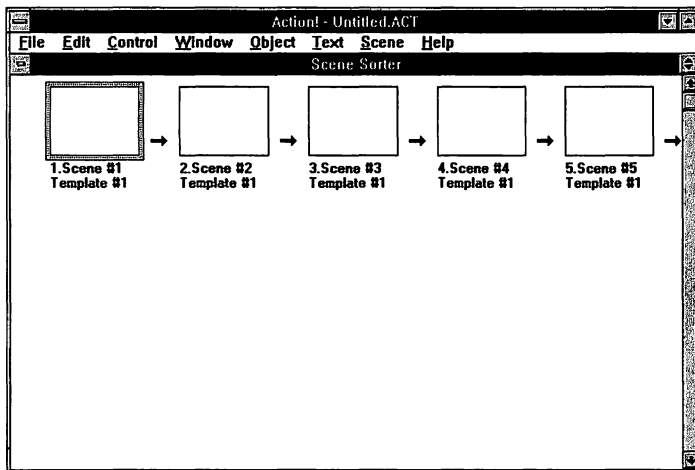 Action! - Untitled.ACT
File Edit Control Window Object Text Scene Help
Scene Sorter
1.Scene #1 2.Scene #2 3.Scene #3 4.Scene #4 5.Scene #5
Template #1 Template #1 Template #1 Template #1 Template #1